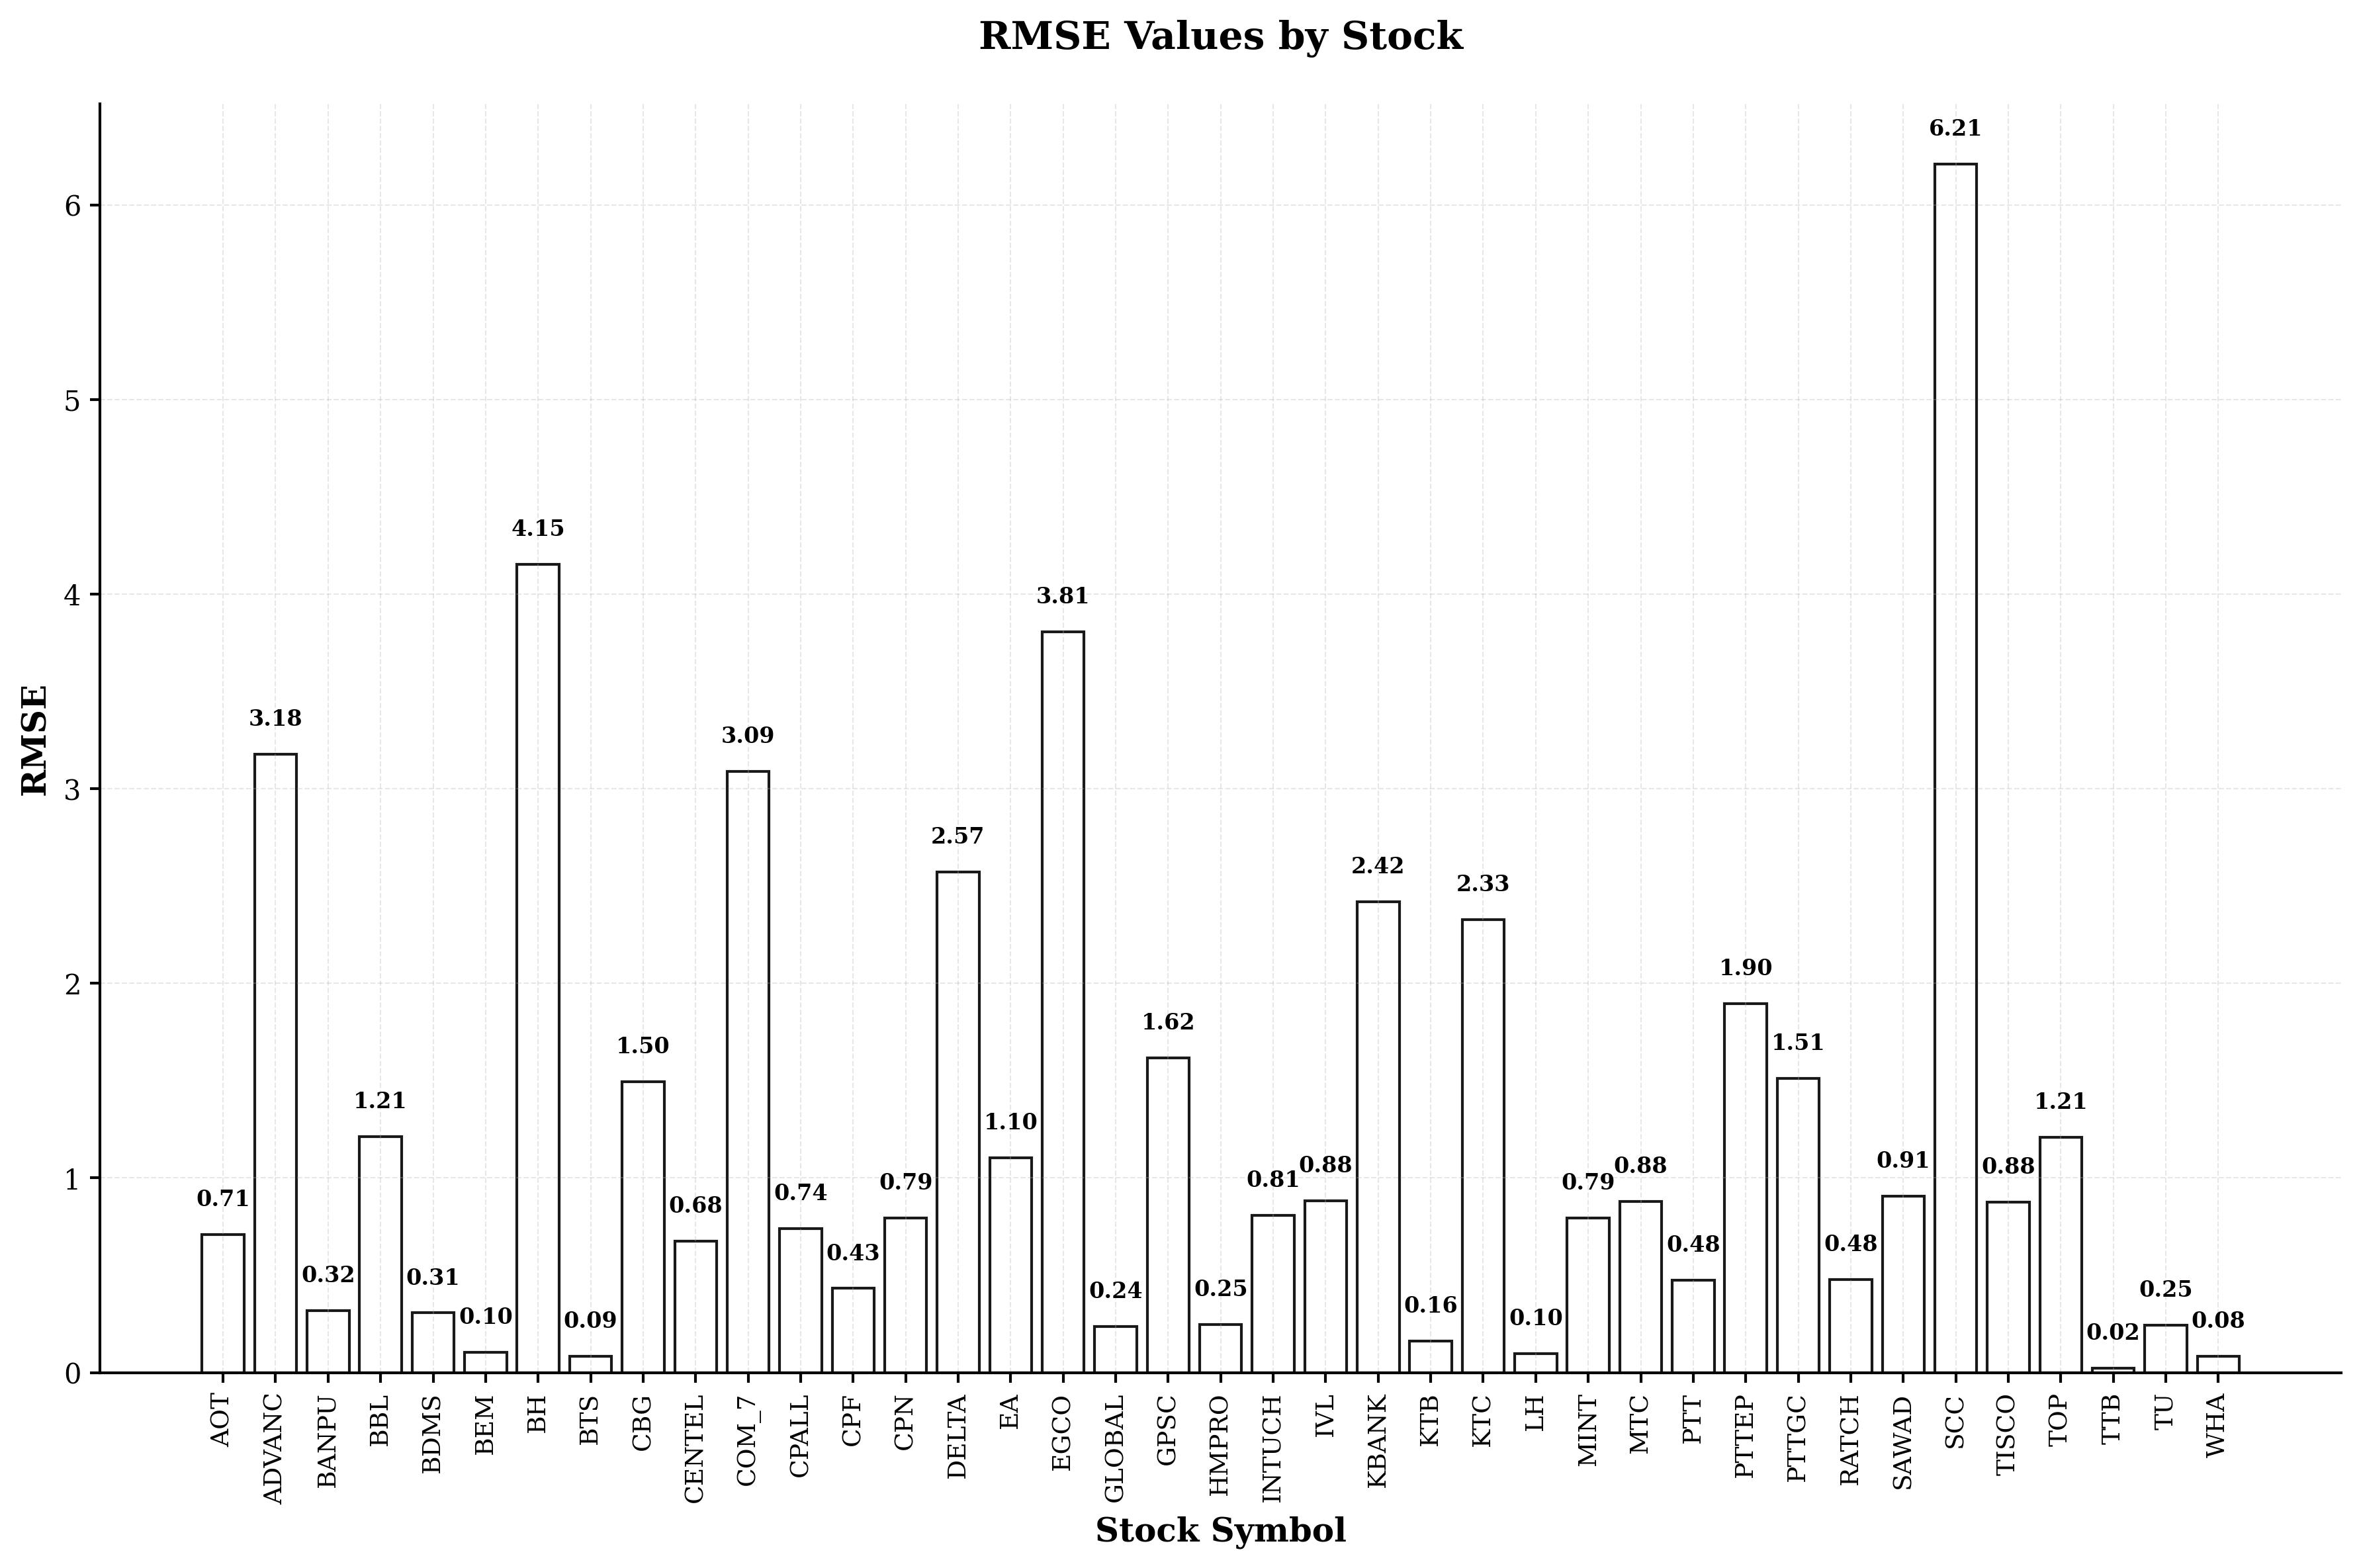 RMSE Values by Stock
RMSE
6
5
4
3
2
1
0
0.71
3.18
0.32
1.21
0.31
0.10
4.15
0.09
1.50
0.68
3.09
0.74
0.43
0.79
2.57
1.10
3.81
0.24
1.62
0.25
0.81
0.88
2.42
0.16
2.33
0.10
0.79
0.88
0.48
1.90
1.51
0.48
0.91
6.21
0.88
1.21
0.02
0.25
0.08
AOT
ADVANC
BANPU
BBL
BDMS
BEM
BH
BTS
CBG
CENTEL
COM_7
CPALL
CPF
CPN
DELTA
EA
EGCO
GLOBAL
GPSC
HMPRO
INTUCH
IVL
KBANK
KTB
KTC
LH
MINT
MTC
PTT
PTTEP
PTTGC
RATCH
SAWAD
SCC
TISCO
TOP
TTB
TU
WHA
Stock Symbol